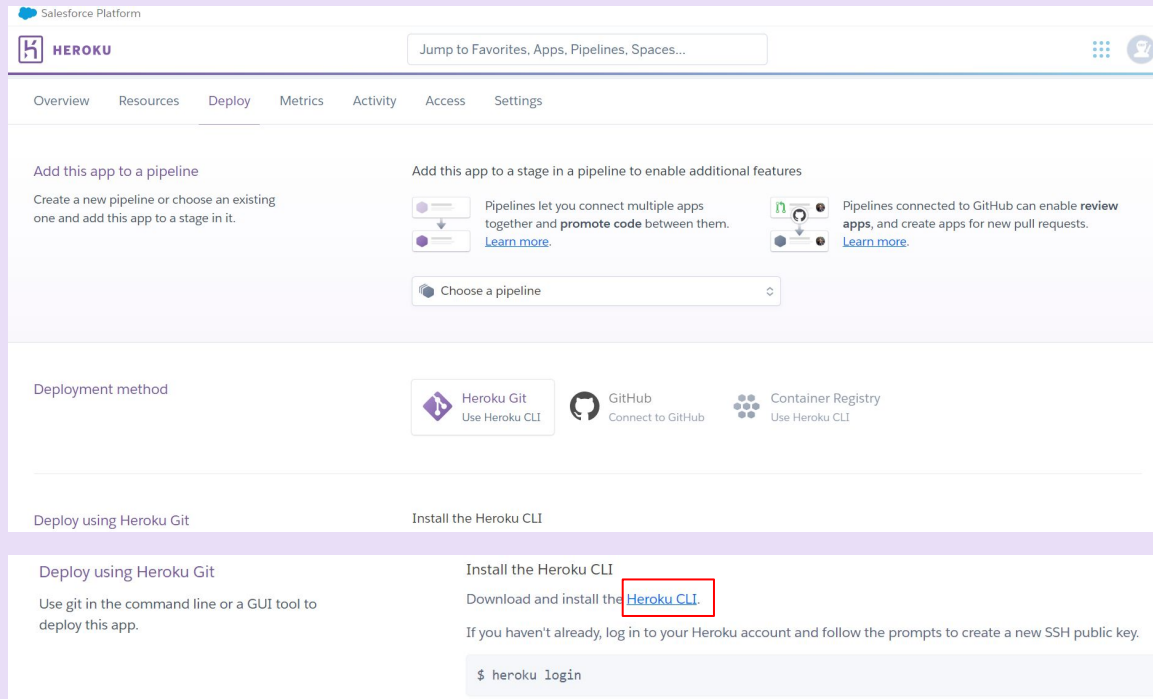 Salesforce Platform
HEROKU
Jump to Favorites, Apps, Pipelines, Spaces...
Overview Resources Deploy Metrics Activity Access Settings
Add this app to a pipeline
Create a new pipeline or choose an existing
one and add this app to a stage in it.
Add this app to a stage in a pipeline to enable additional features
Pipelines let you connect multiple apps
together and promote code between them.
Learn more.
Pipelines connected to GitHub can enable review
apps, and create apps for new pull requests.
Learn more.
Choose a pipeline
Deployment method
Heroku Git
Use Heroku CLI
GitHub
Connect to GitHub
Container Registry
Use Heroku CLI
Deploy using Heroku Git
Install the Heroku CLI
Deploy using Heroku Git
Use git in the command line or a GUI tool to
deploy this app.
Install the Heroku CLI
Download and install the Heroku CLI.
If you haven't already, log in to your Heroku account and follow the prompts to create a new SSH public key.
$ heroku login